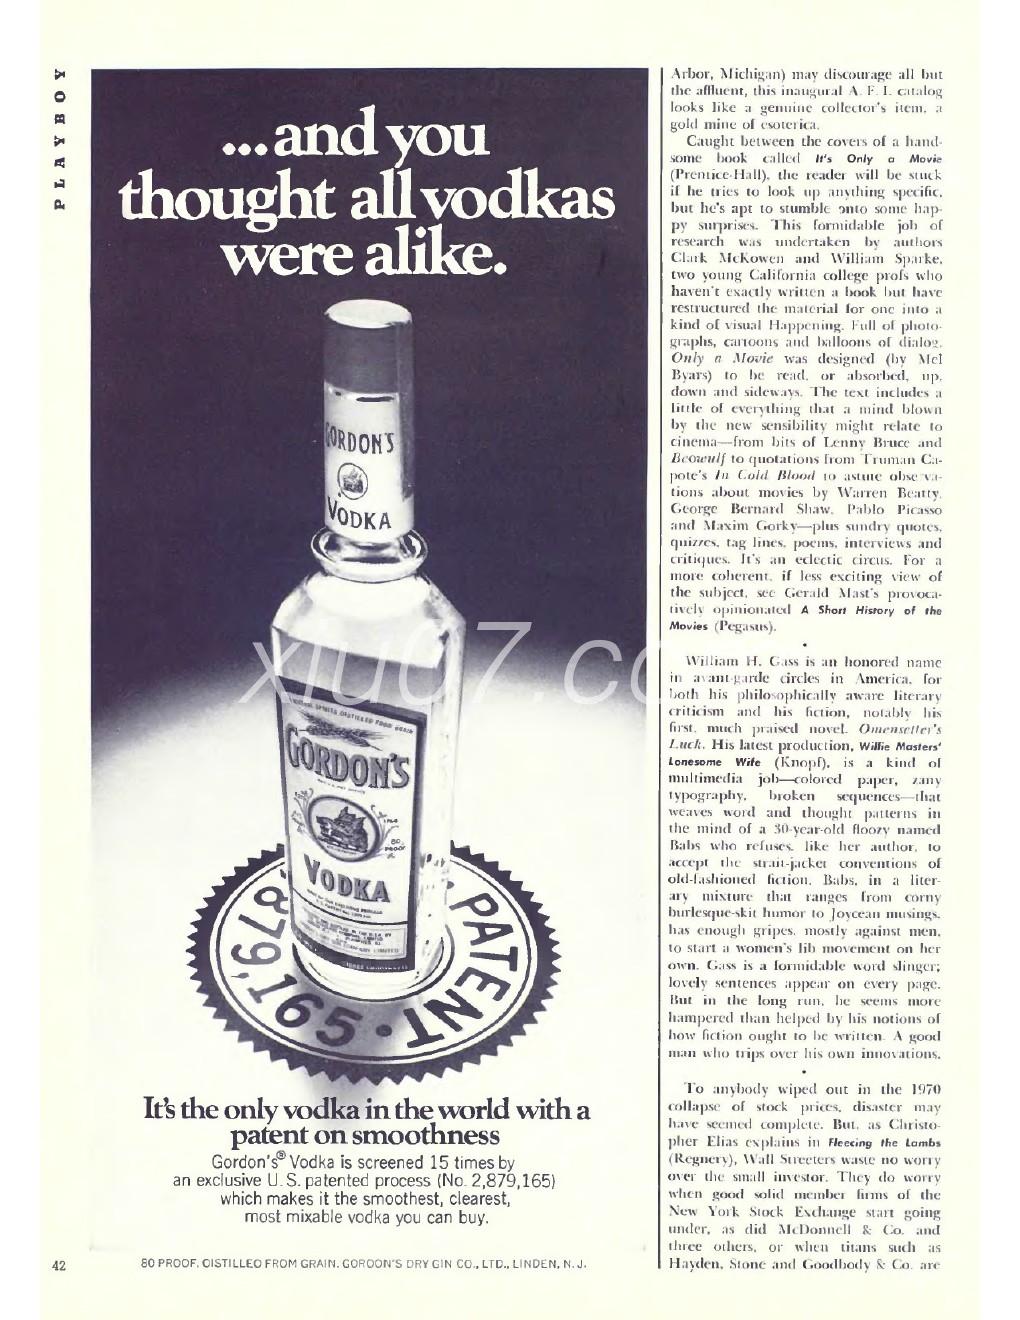 PLAYBOY
...and you
thought all vodkas
were alike.
GORDON'S
VODKA
GORDON'S
80
PROOF
VODKA
PATENT • 2,879,165
xiu07.co
It's the only vodka in the world with a
patent on smoothness
Gordon's® Vodka is screened 15 times by
an exclusive U.S. patented process (No. 2,879,165)
which makes it the smoothest, clearest,
most mixable vodka you can buy.
42
80 PROOF. DISTILLED FROM GRAIN. GORDON'S DRY GIN CO., LTD., LINDEN, N.J.
Arbor, Michigan) may discourage all but
the affluent, this inaugural A. F. I. catalog
looks like a genuine collector's item, a
gold mine of esoterica.
Caught between the covers of a hand-
some book called It's Only a Movie
(Prentice-Hall), the reader will be stuck
if he tries to look up anything specific,
but he's apt to stumble onto some hap-
py surprises. This formidable job of
research was undertaken by authors
Clark McKowen and William Sparke,
two young California college profs who
haven't exactly written a book but have
restructured the material for one into a
kind of visual Happening. Full of photo-
graphs, cartoons and balloons of dialog,
Only a Movie was designed (by Mel
Byars) to be read, or absorbed, up,
down and sideways. The text includes a
little of everything that a mind blown
by the new sensibility might relate to
cinema—from bits of Lenny Bruce and
Beowulf to quotations from Truman Ca-
pote's In Cold Blood to astute observa-
tions about movies by Warren Beatty,
George Bernard Shaw, Pablo Picasso
and Maxim Gorky—plus sundry quotes,
quizzes, tag lines, poems, interviews and
critiques. It's an eclectic circus. For a
more coherent, if less exciting view of
the subject, see Gerald Mast's provoca-
tively opinionated A Short History of the
Movies (Pegasus).
•
William H. Gass is an honored name
in avant-garde circles in America, for
both his philosophically aware literary
criticism and his fiction, notably his
first, much praised novel, Omensetter's
Luck. His latest production, Willie Masters'
Lonesome Wife (Knopf), is a kind of
multimedia job—colored paper, zany
typography, broken sequences—that
weaves word and thought patterns in
the mind of a 30-year-old floozy named
Babs who refuses, like her author, to
accept the strait-jacket conventions of
old-fashioned fiction. Babs, in a liter-
ary mixture that ranges from corny
burlesque-skit humor to Joycean musings,
has enough gripes, mostly against men,
to start a women's lib movement on her
own. Gass is a formidable word slinger;
lovely sentences appear on every page.
But in the long run, he seems more
hampered than helped by his notions of
how fiction ought to be written. A good
man who trips over his own innovations.
•
To anybody wiped out in the 1970
collapse of stock prices, disaster may
have seemed complete. But, as Christo-
pher Elias explains in Fleecing the Lambs
(Regnery), Wall Streeters waste no worry
over the small investor. They do worry
when good solid member firms of the
New York Stock Exchange start going
under, as did McDonnell & Co. and
three others, or when titans such as
Hayden, Stone and Goodbody & Co. are